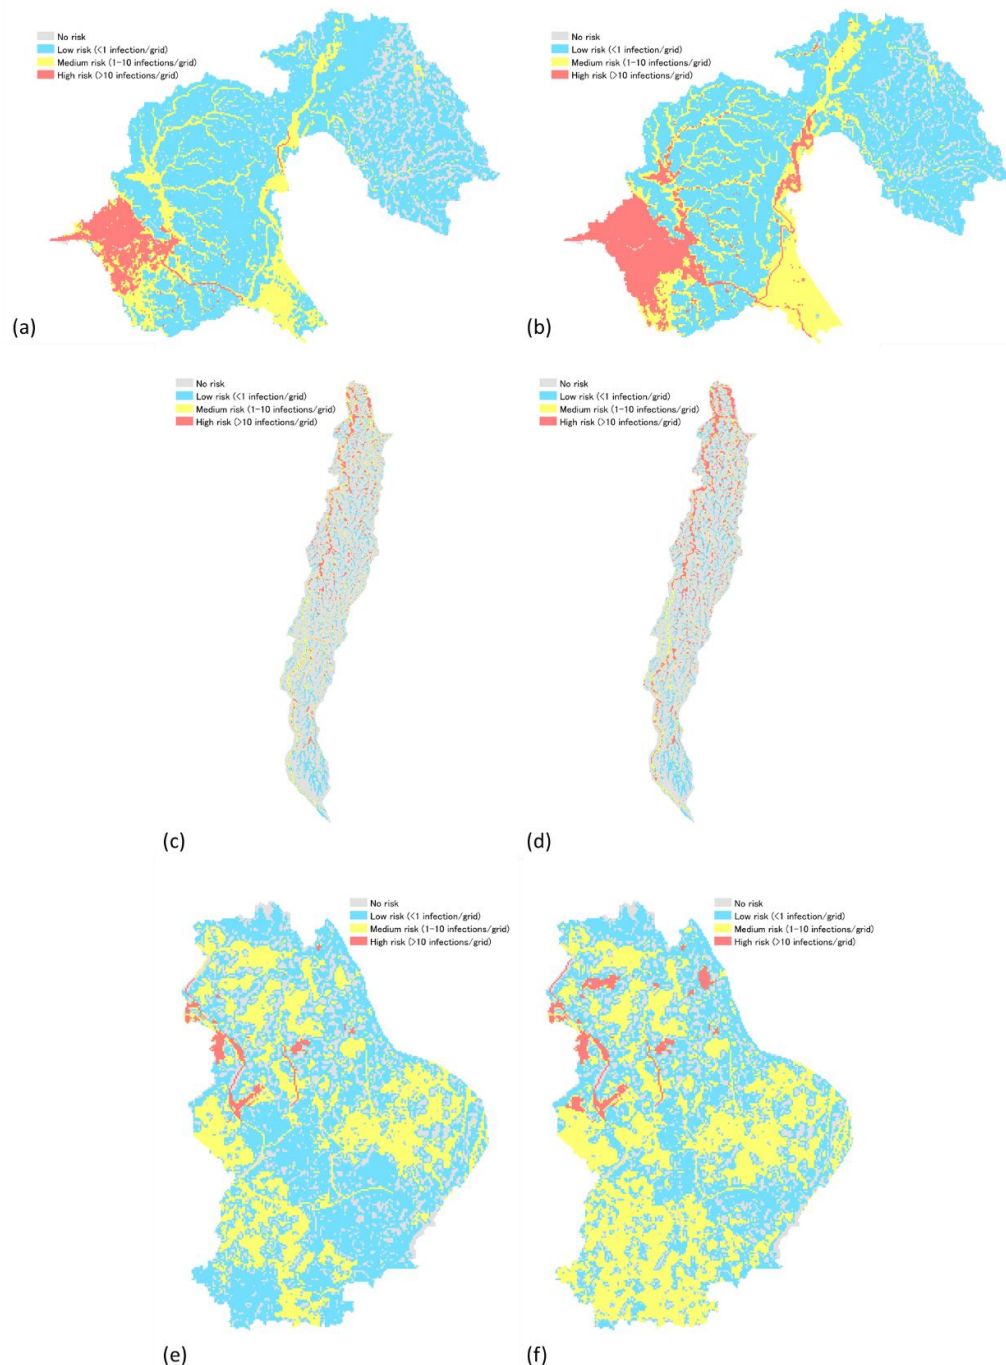 No risk
Low risk (<1 infection/grid)
Medium risk (1-10 infections/grid)
High risk (>10 infections/grid)
(a)
No risk
Low risk (<1 infection/grid)
Medium risk (1-10 infections/grid)
High risk (>10 infections/grid)
(b)
No risk
Low risk (<1 infection/grid)
Medium risk (1-10 infections/grid)
High risk (>10 infections/grid)
(c)
No risk
Low risk (<1 infection/grid)
Medium risk (1-10 infections/grid)
High risk (>10 infections/grid)
(d)
No risk
Low risk (<1 infection/grid)
Medium risk (1-10 infections/grid)
High risk (>10 infections/grid)
(e)
No risk
Low risk (<1 infection/grid)
Medium risk (1-10 infections/grid)
High risk (>10 infections/grid)
(f)